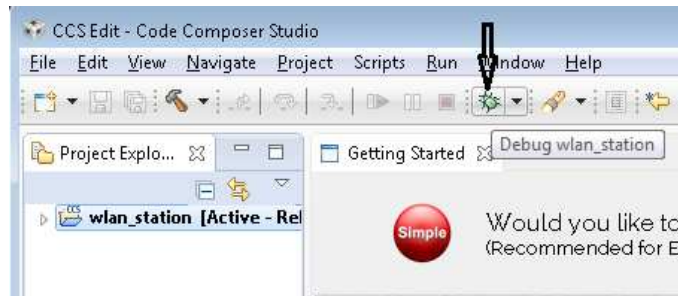 CCS Edit - Code Composer Studio
File Edit View Navigate Project Scripts Run Window Help
Project Explo... Getting Started Debug wlan_station
wlan_station [Active - Rel
Simple
Would you like to
(Recommended for E